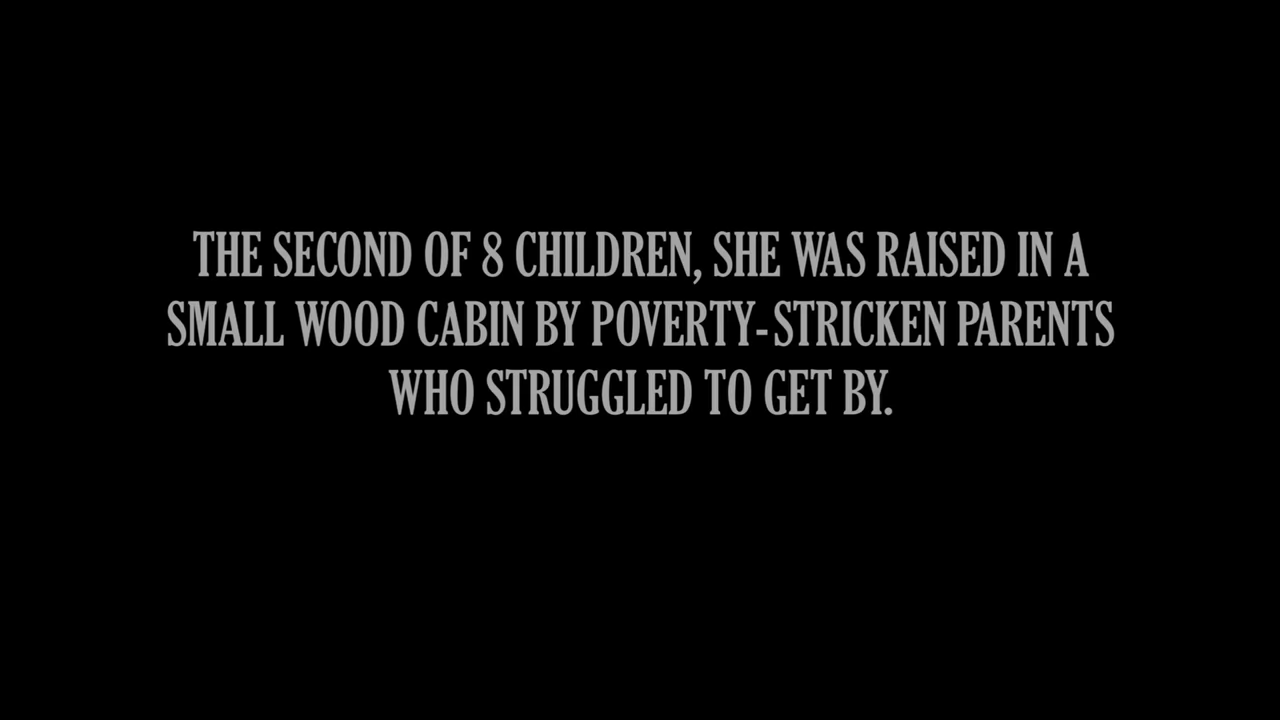 THE SECOND OF 8 CHILDREN, SHE WAS RAISED IN A
SMALL WOOD CABIN BY POVERTY-STRICKEN PARENTS
WHO STRUGGLED TO GET BY.